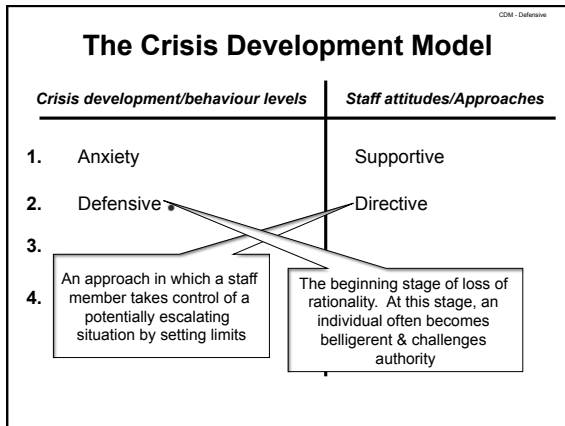 CDM - Defensive
The Crisis Development Model
Crisis development/behaviour levels
Staff attitudes/Approaches
1. Anxiety
Supportive
2. Defensive
Directive
3.
4.
An approach in which a staff
member takes control of a
potentially escalating
situation by setting limits
The beginning stage of loss of
rationality. At this stage, an
individual often becomes
belligerent & challenges
authority